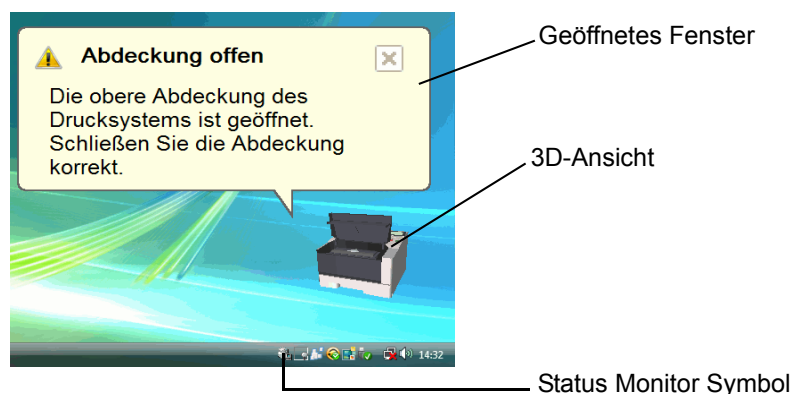 Abdeckung offen
Die obere Abdeckung des
Drucksystems ist geöffnet.
Schließen Sie die Abdeckung
korrekt.
Geöffnetes Fenster
3D-Ansicht
14:32
Status Monitor Symbol